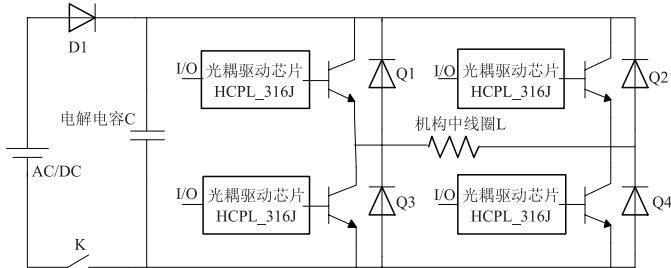 D1
I/O
光耦驱动芯片
HCPL_316J
Q1
I/O
光耦驱动芯片
HCPL_316J
Q2
电解电容C
机构中线圈L
AC/DC
I/O
光耦驱动芯片
HCPL_316J
Q3
I/O
光耦驱动芯片
HCPL_316J
Q4
K